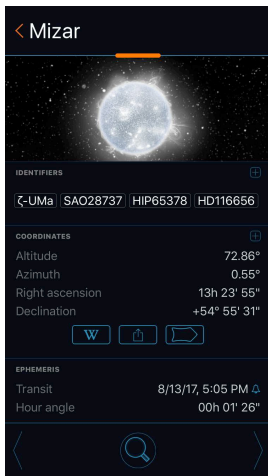 Mizar
IDENTIFIERS
ζ-UMa SAO28737 HIP65378 HD116656
COORDINATES
Altitude 72.86°
Azimuth 0.55°
Right ascension 13h 23' 55"
Declination +54° 55' 31"
W
EPHEMERIS
Transit 8/13/17, 5:05 PM
Hour angle 00h 01' 26"